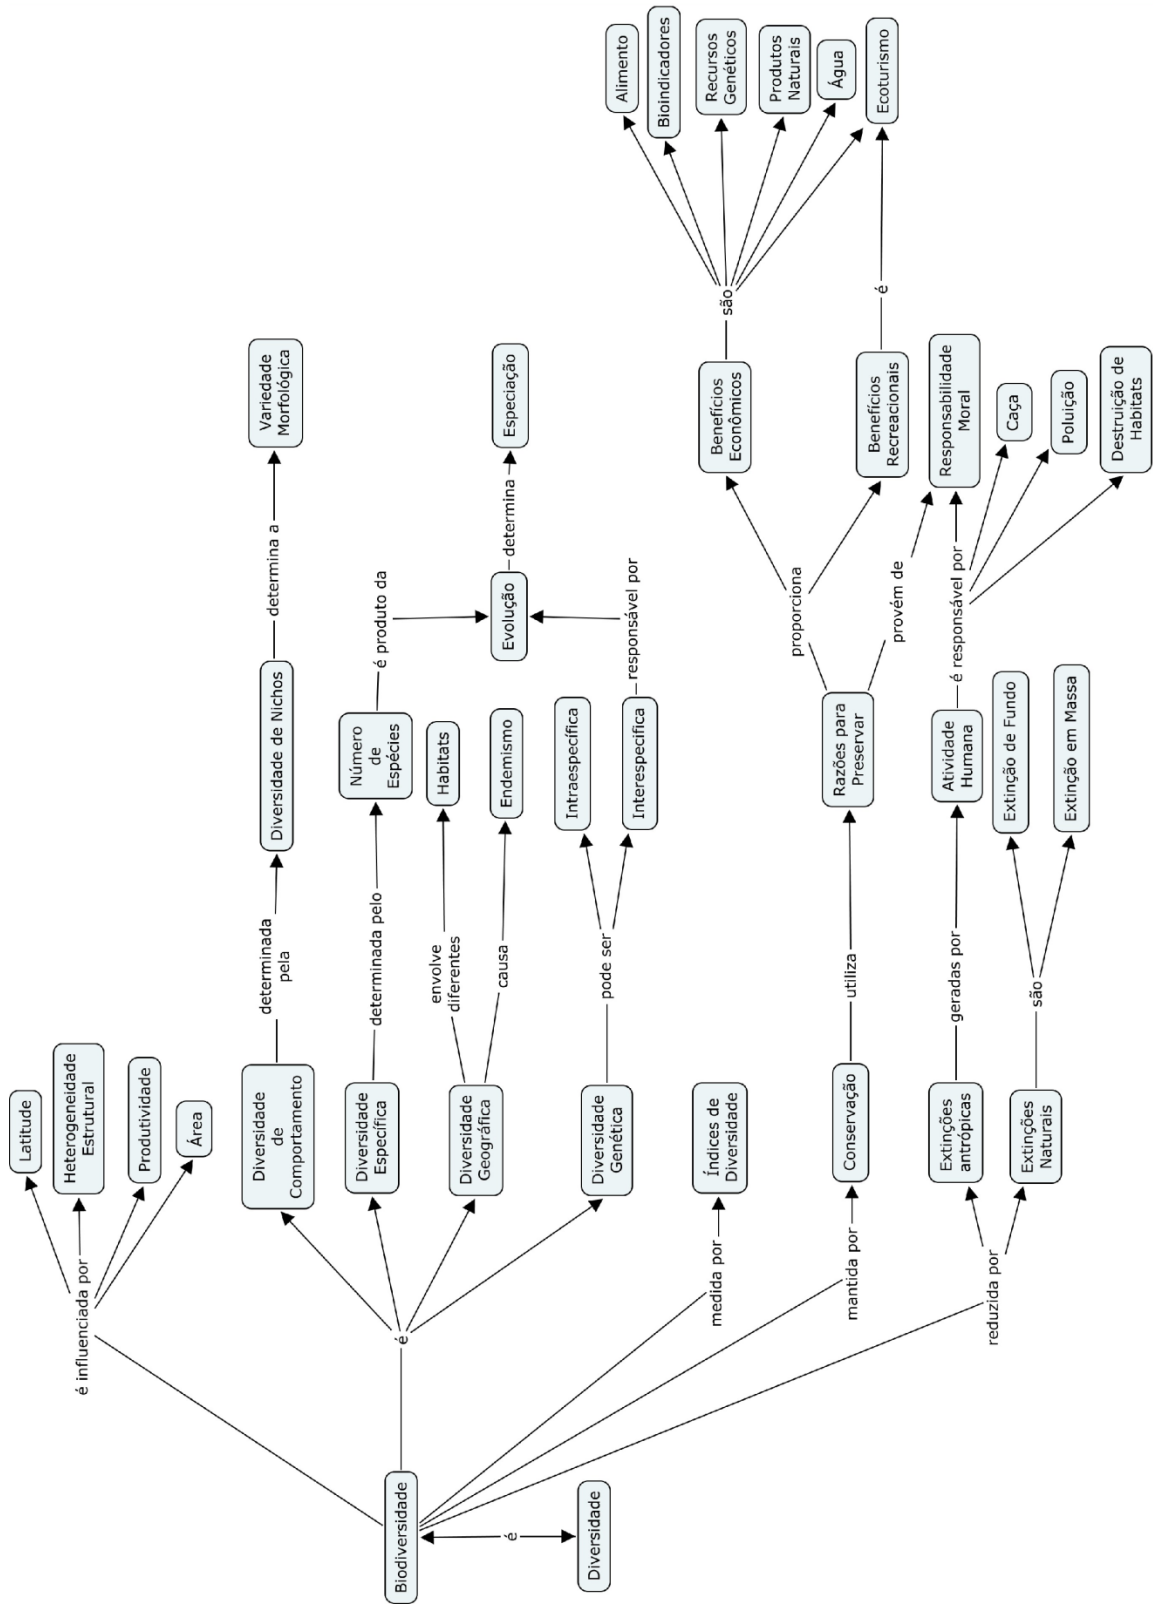 Biodiversidade
é
Diversidade
é influenciada por
Latitude
Heterogeneidade
Estrutural
Produtividade
Área
é
Diversidade
de
Comportamento
determinada
pela
Diversidade de Nichos
determina a
Variedade
Morfológica
Diversidade
Específica
determinada pelo
Número
de
Espécies
é produto da
Evolução
determina
Especiação
Diversidade
Geográfica
envolve
diferentes
Habitats
causa
Endemismo
Diversidade
Genética
pode ser
Intraespecífica
Interespecifica
responsável por
medida por
Índices de
Diversidade
mantida por
Conservação
utiliza
Razões para
Preservar
proporciona
Benefícios
Econômicos
são
Alimento
Bioindicadores
Recursos
Genéticos
Produtos
Naturais
Água
Ecoturismo
Benefícios
Recreacionais
é
provém de
Responsabilidade
Moral
reduzida por
Extinções
antrópicas
geradas por
Atividade
Humana
é responsável por
Caça
Poluição
Destruição de
Habitats
Extinções
Naturais
são
Extinção de Fundo
Extinção em Massa